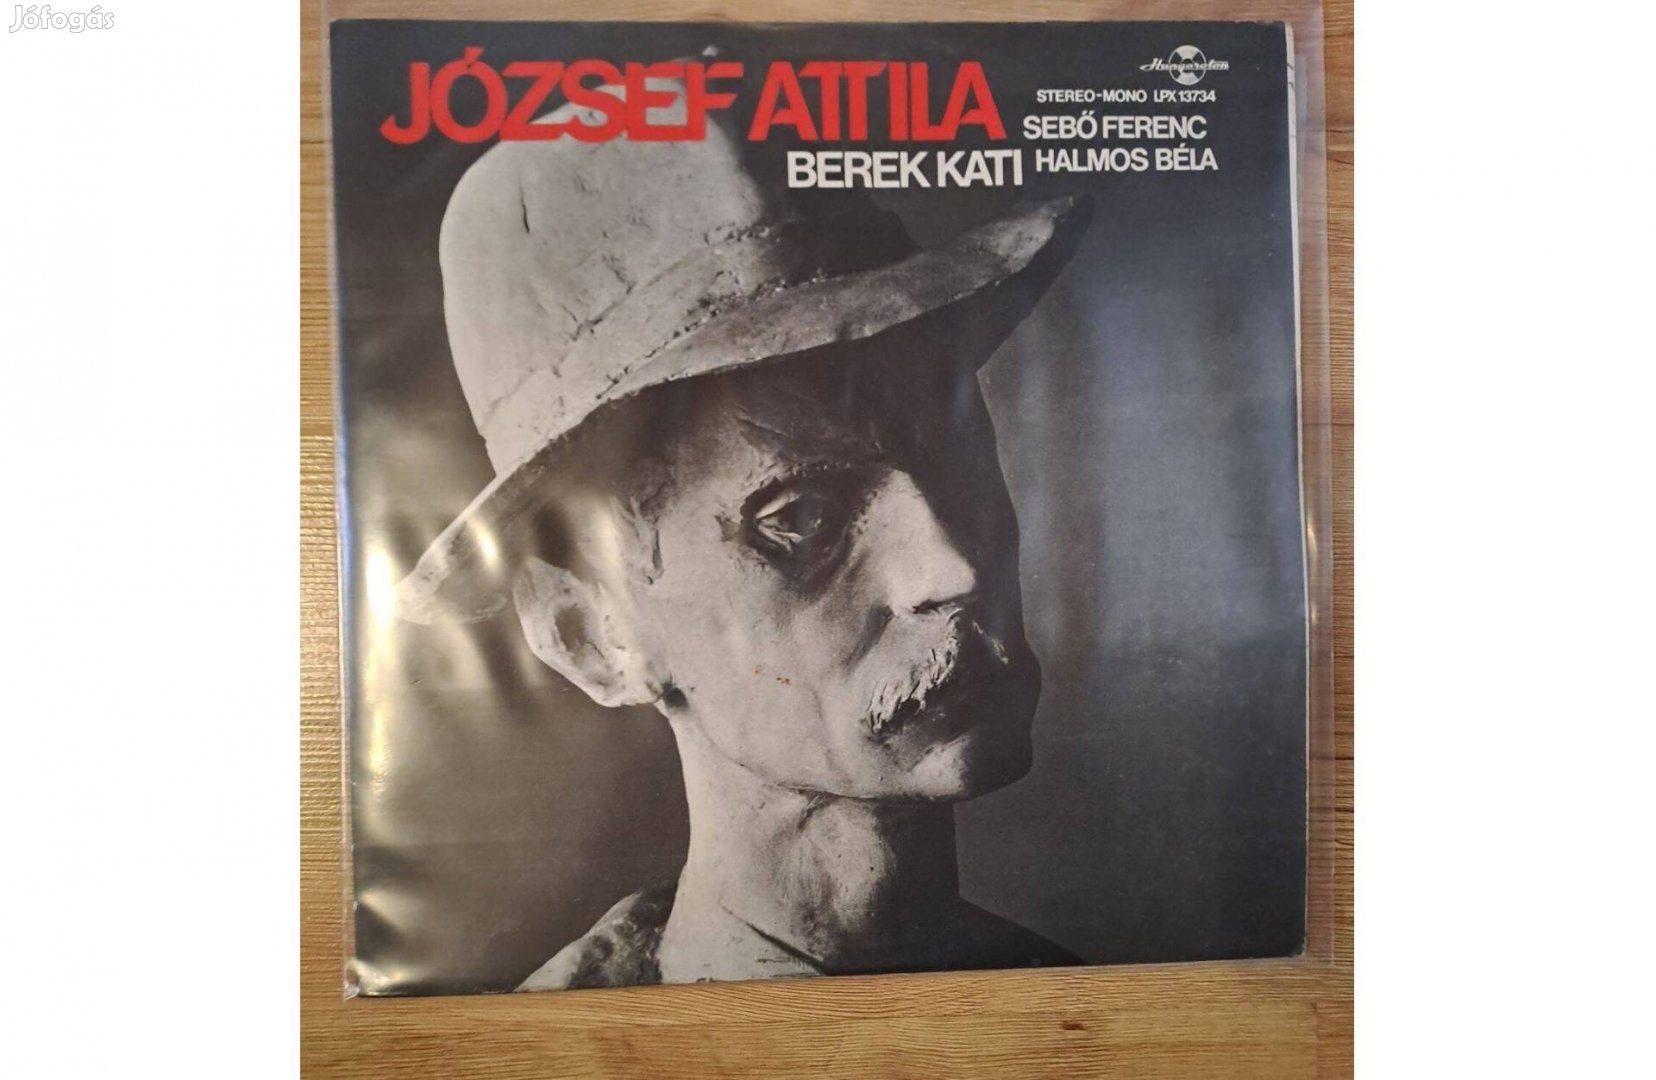 Jófogás
JÓZSEF ATTILA
Hungaroton
STEREO-MONO LPX 13734
SEBŐ FERENC
BEREK KATI HALMOS BÉLA